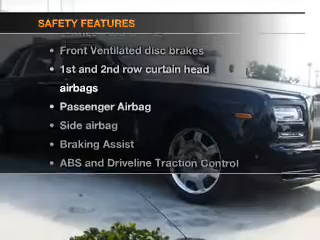 SAFETY FEATURES
• Front Ventilated disc brakes
• 1st and 2nd row curtain head
airbags
• Passenger Airbag
• Side airbag
• Braking Assist
• ABS and Driveline Traction Control